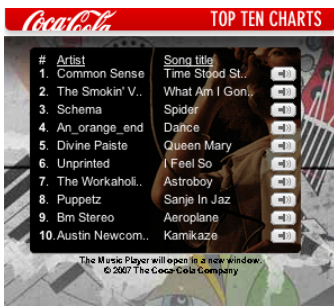 Coca-Cola TOP TEN CHARTS
# Artist Song title
1. Common Sense Time Stood St..
2. The Smokin' V.. What Am I Gon..
3. Schema Spider
4. An_orange_end Dance
5. Divine Paiste Queen Mary
6. Unprinted I Feel So
7. The Workaholi.. Astroboy
8. Puppetz Sanje In Jaz
9. Bm Stereo Aeroplane
10. Austin Newcom.. Kamikaze
The Music Player will open in a new window.
© 2007 The Coca-Cola Company